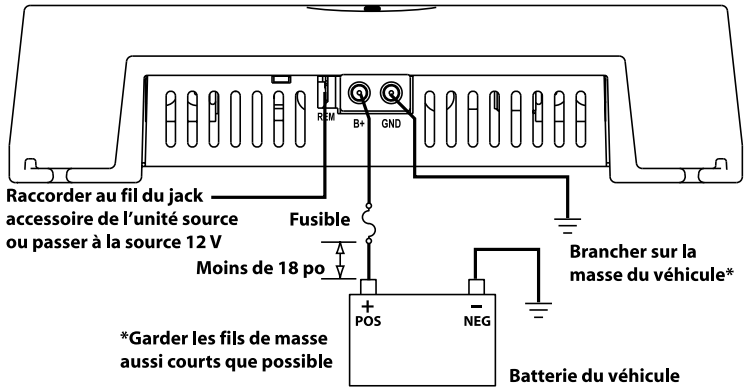 REM
B+
GND
Raccorder au fil du jack
accessoire de l'unité source
ou passer à la source 12 V
Fusible
Moins de 18 po
Brancher sur la
masse du véhicule*
+
POS
–
NEG
*Garder les fils de masse
aussi courts que possible
Batterie du véhicule